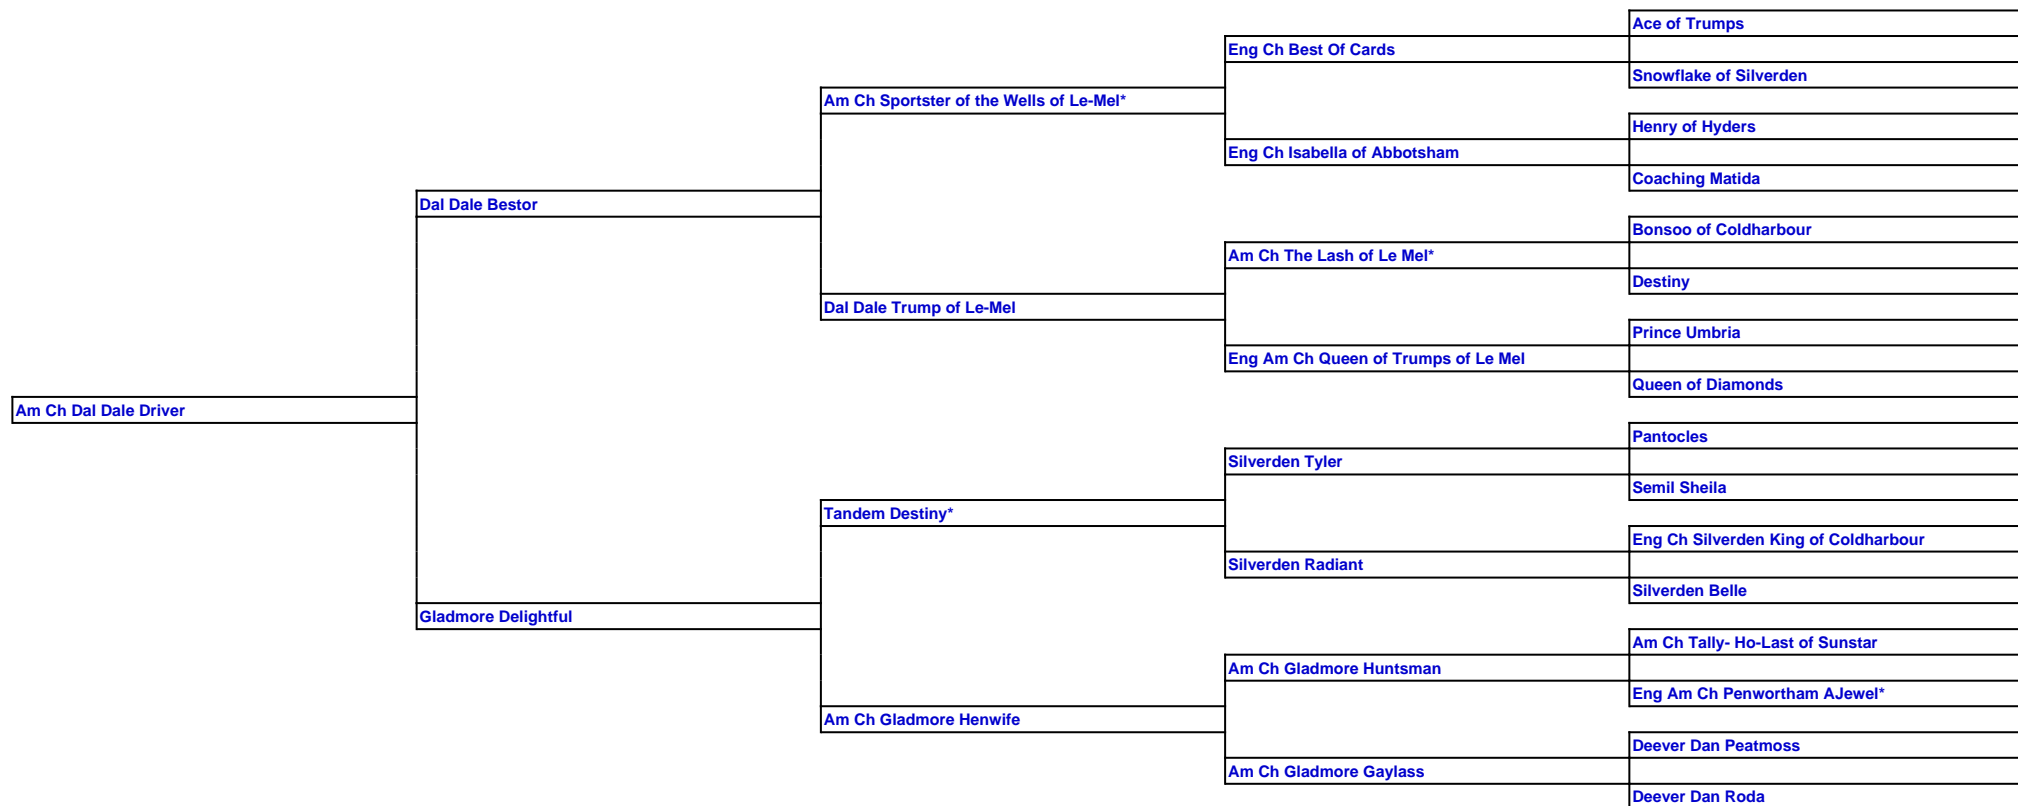 Ace of Trumps
Eng Ch Best Of Cards
Snowflake of Silverden
Am Ch Sportster of the Wells of Le-Mel*
Henry of Hyders
Eng Ch Isabella of Abbotsham
Coaching Matida
Dal Dale Bestor
Bonsoo of Coldharbour
Am Ch The Lash of Le Mel*
Destiny
Dal Dale Trump of Le-Mel
Prince Umbria
Eng Am Ch Queen of Trumps of Le Mel
Queen of Diamonds
Am Ch Dal Dale Driver
Pantocles
Silverden Tyler
Semil Sheila
Tandem Destiny*
Eng Ch Silverden King of Coldharbour
Silverden Radiant
Silverden Belle
Gladmore Delightful
Am Ch Tally- Ho-Last of Sunstar
Am Ch Gladmore Huntsman
Eng Am Ch Penwortham AJewel*
Am Ch Gladmore Henwife
Deever Dan Peatmoss
Am Ch Gladmore Gaylass
Deever Dan Roda